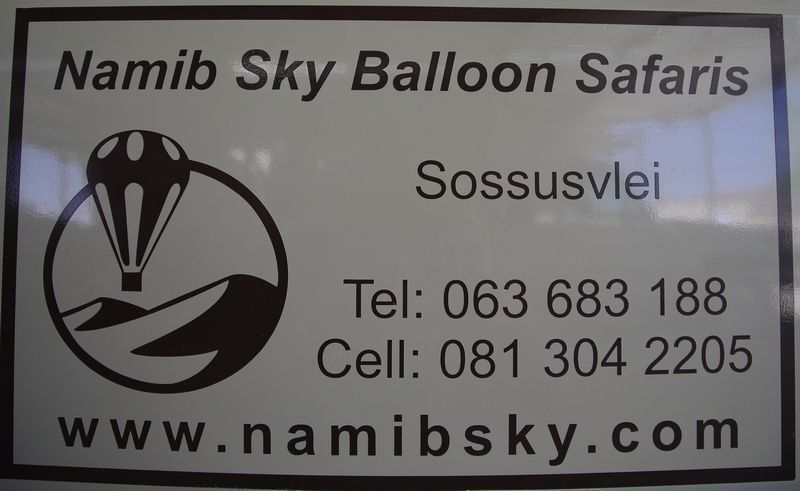 Namib Sky Balloon Safaris
Sossusvlei
Tel: 063 683 188
Cell: 081 304 2205
www.namibsky.com